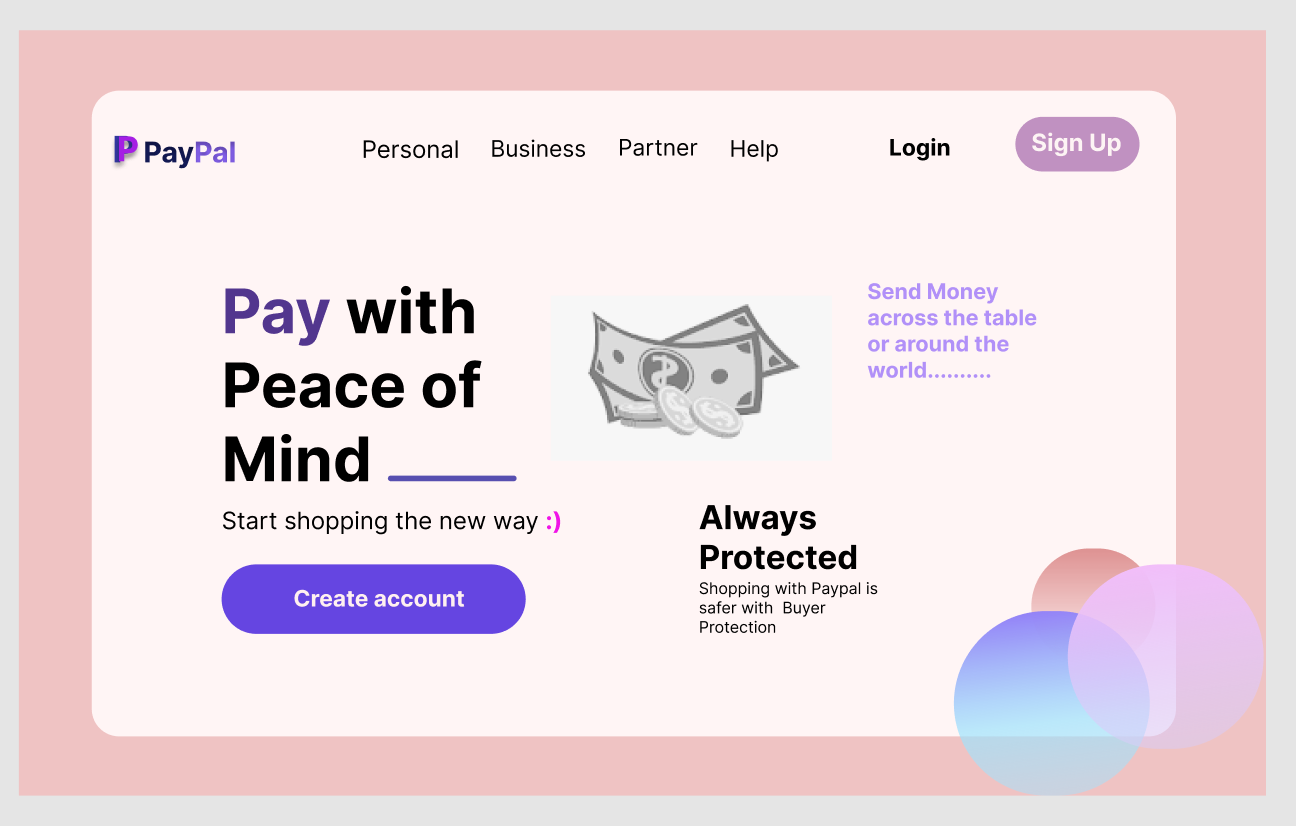 PayPal
Personal Business Partner Help Login Sign Up
Pay with
Peace of
Mind
Start shopping the new way :)
Create account
Send Money
across the table
or around the
world..........
Always
Protected
Shopping with Paypal is
safer with  Buyer
Protection